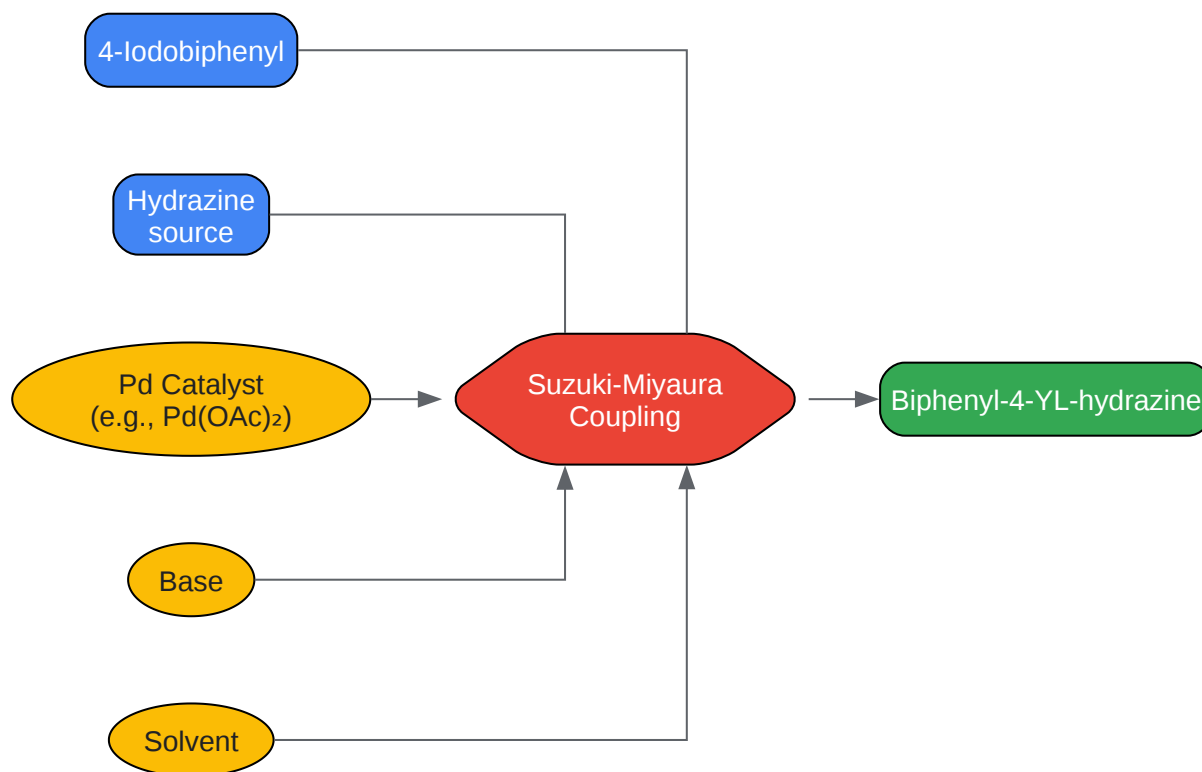 4-Iodobiphenyl
Hydrazine
source
Pd Catalyst
(e.g., Pd(OAc)₂)
Suzuki-Miyaura
Coupling
Biphenyl-4-YL-hydrazine
Base
Solvent